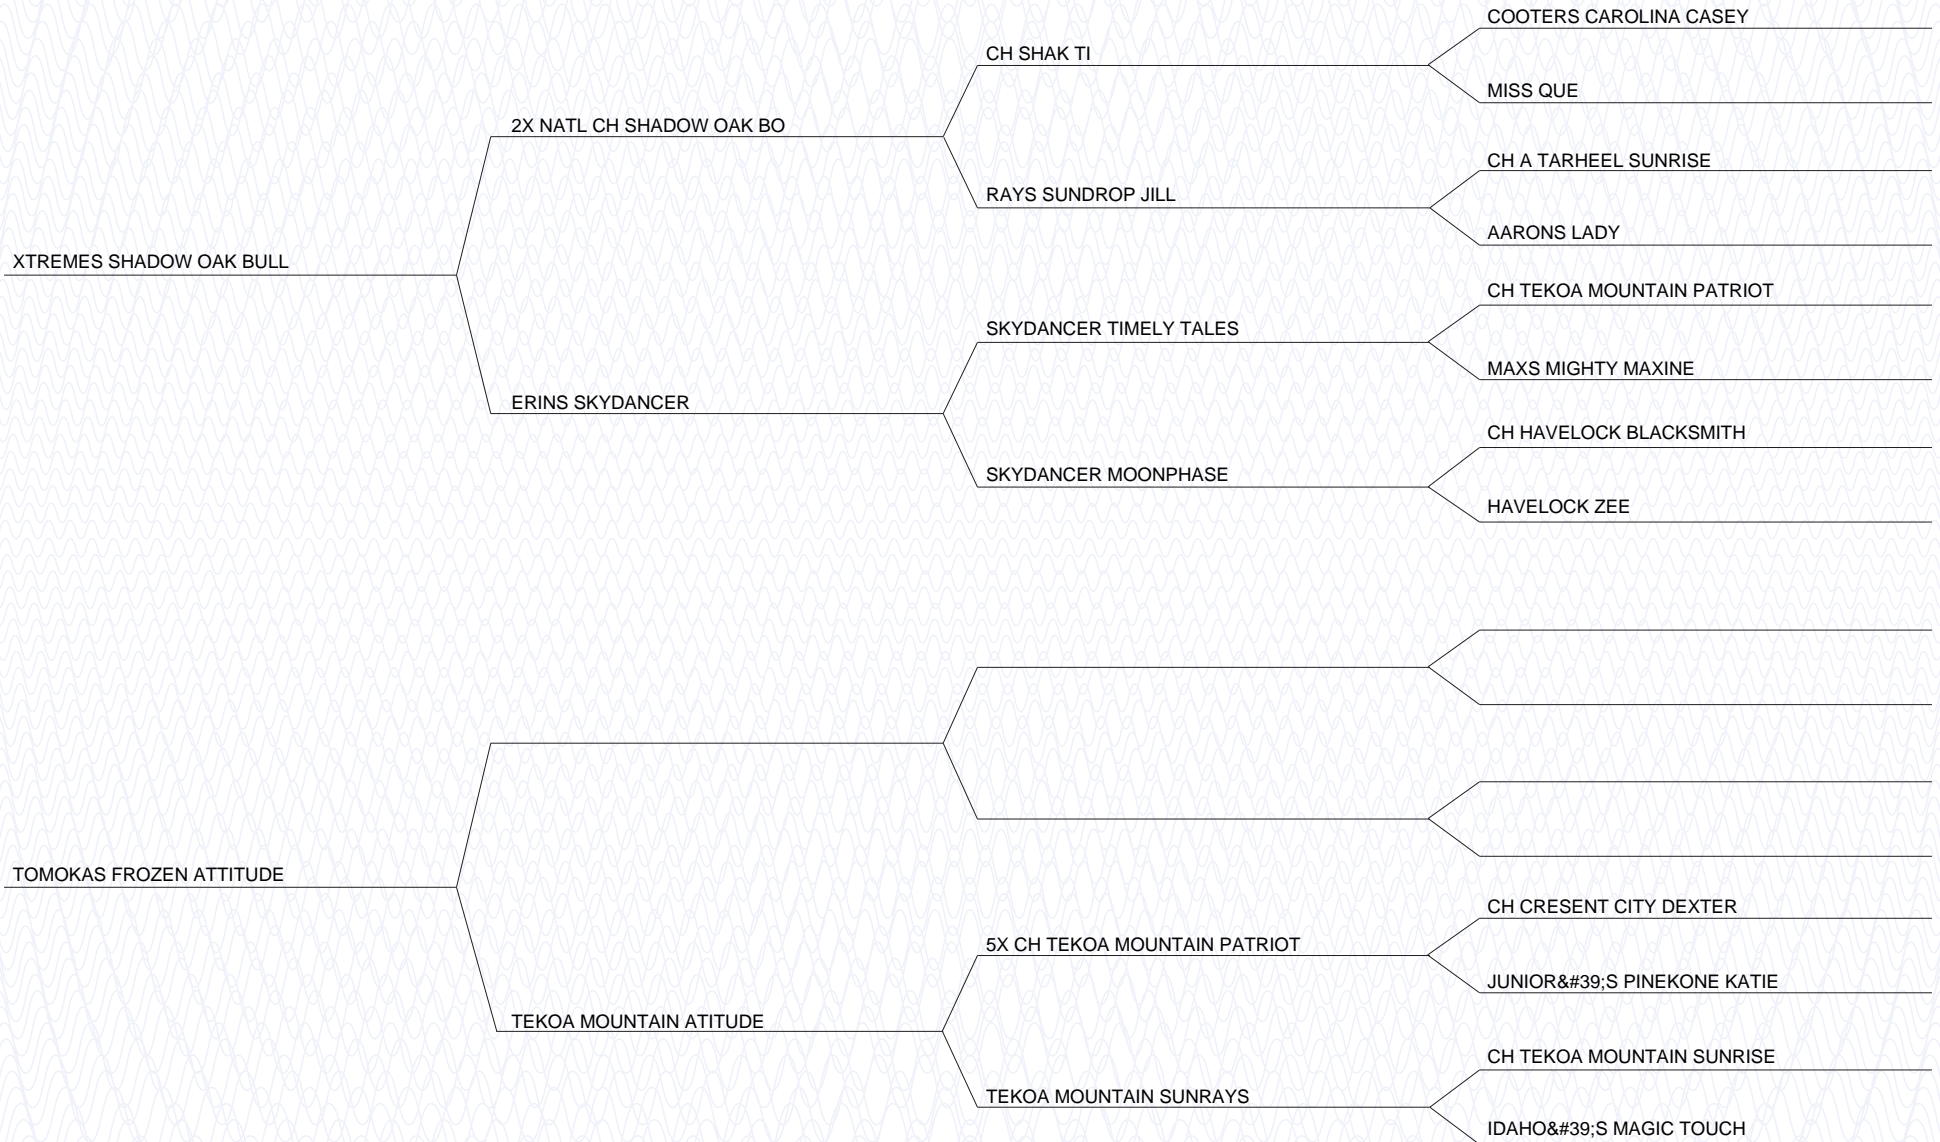 COOTERS CAROLINA CASEY
CH SHAK TI
MISS QUE
2X NATL CH SHADOW OAK BO
CH A TARHEEL SUNRISE
RAYS SUNDROP JILL
AARONS LADY
XTREMES SHADOW OAK BULL
CH TEKOA MOUNTAIN PATRIOT
SKYDANCER TIMELY TALES
MAXS MIGHTY MAXINE
ERINS SKYDANCER
CH HAVELOCK BLACKSMITH
SKYDANCER MOONPHASE
HAVELOCK ZEE
TOMOKAS FROZEN ATTITUDE
CH CRESENT CITY DEXTER
5X CH TEKOA MOUNTAIN PATRIOT
JUNIOR&#39;S PINEKONE KATIE
TEKOA MOUNTAIN ATITUDE
CH TEKOA MOUNTAIN SUNRISE
TEKOA MOUNTAIN SUNRAYS
IDAHO&#39;S MAGIC TOUCH